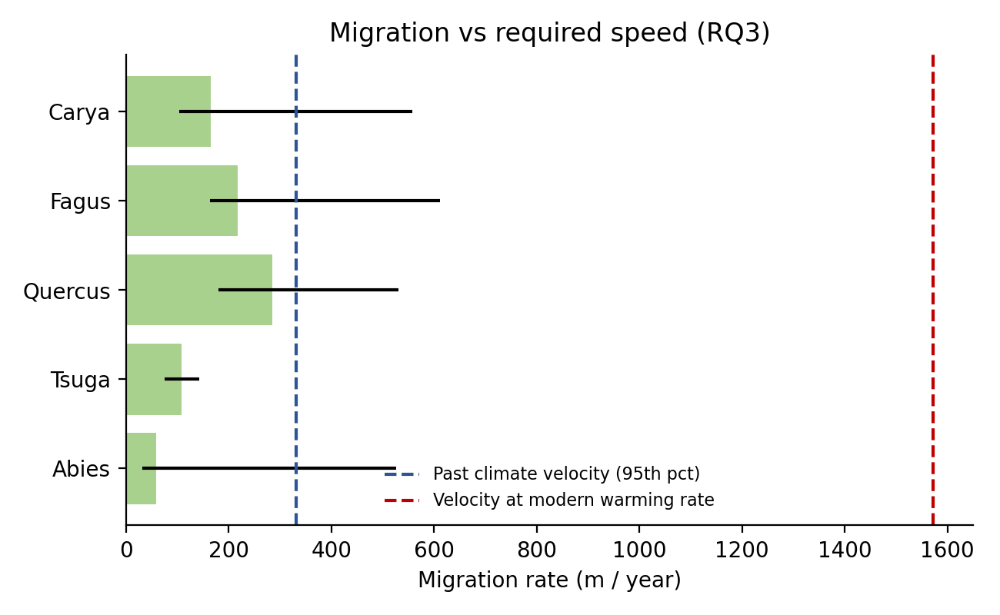 Migration vs required speed (RQ3)
Carya
Fagus
Quercus
Tsuga
Abies
Past climate velocity (95th pct)
Velocity at modern warming rate
0 200 400 600 800 1000 1200 1400 1600
Migration rate (m / year)